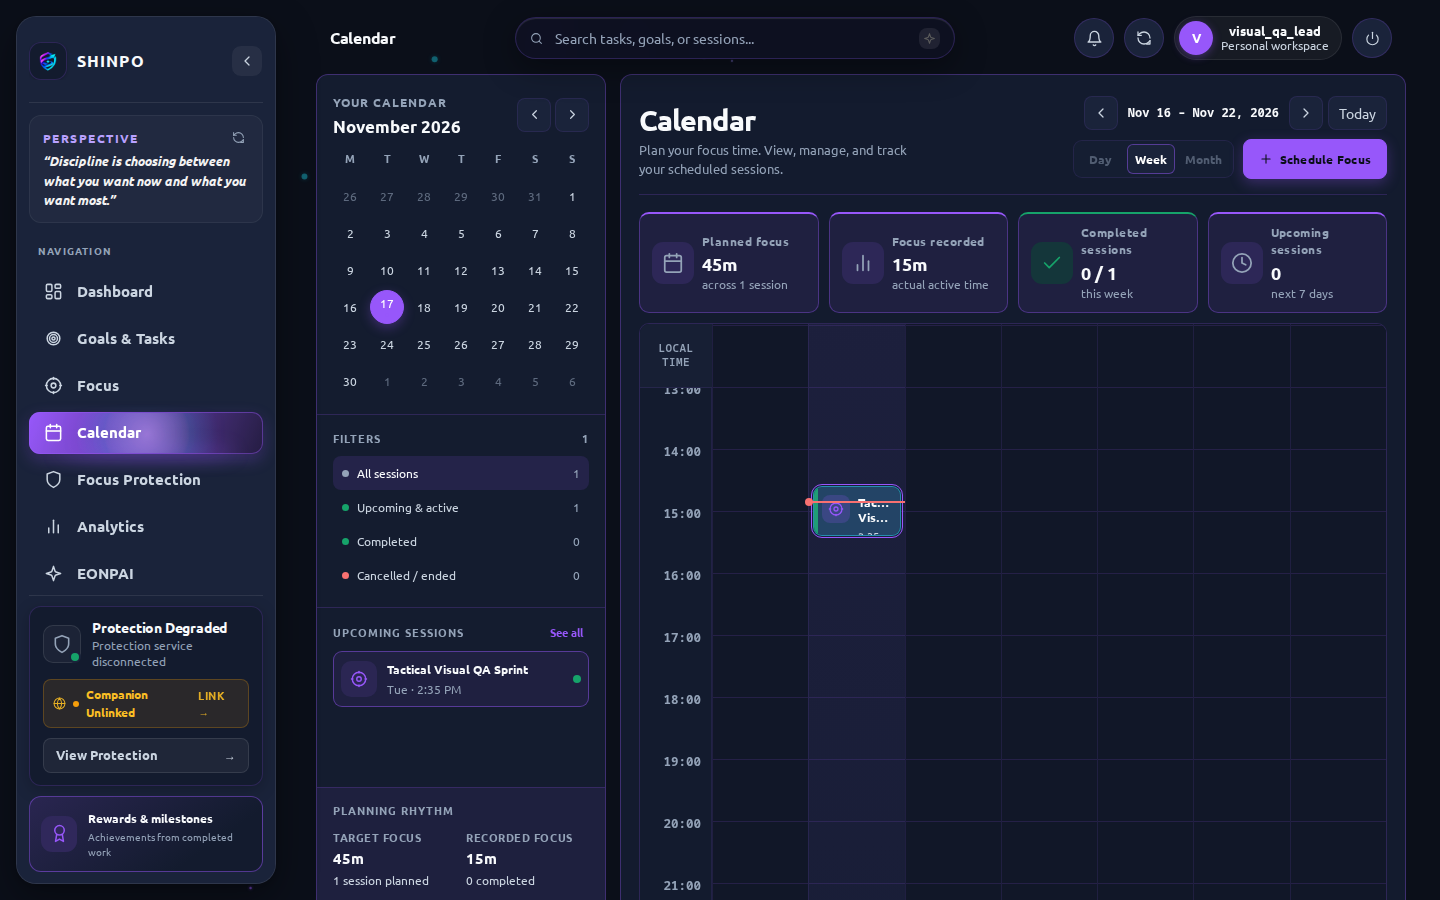 SHINPO
PERSPECTIVE
“Discipline is choosing between
what you want now and what you
want most.”
NAVIGATION
Dashboard
Goals & Tasks
Focus
Calendar
Focus Protection
Analytics
EONPAI
Protection Degraded
Protection service
disconnected
Companion
Unlinked
LINK
→
View Protection →
Rewards & milestones
Achievements from completed
work
Calendar
Search tasks, goals, or sessions...
V
visual_qa_lead
Personal workspace
YOUR CALENDAR
November 2026
M T W T F S S
26 27 28 29 30 31 1
2 3 4 5 6 7 8
9 10 11 12 13 14 15
16 17 18 19 20 21 22
23 24 25 26 27 28 29
30 1 2 3 4 5 6
FILTERS 1
All sessions 1
Upcoming & active 1
Completed 0
Cancelled / ended 0
UPCOMING SESSIONS See all
Tactical Visual QA Sprint
Tue · 2:35 PM
PLANNING RHYTHM
TARGET FOCUS
45m
1 session planned
RECORDED FOCUS
15m
0 completed
Calendar
Plan your focus time. View, manage, and track
your scheduled sessions.
Nov 16 - Nov 22, 2026
Today
Day Week Month
+ Schedule Focus
Planned focus
45m
across 1 session
Focus recorded
15m
actual active time
Completed
sessions
0 / 1
this week
Upcoming
sessions
0
next 7 days
LOCAL
TIME
13:00
14:00
15:00
16:00
17:00
18:00
19:00
20:00
21:00
Tact...
Vis...